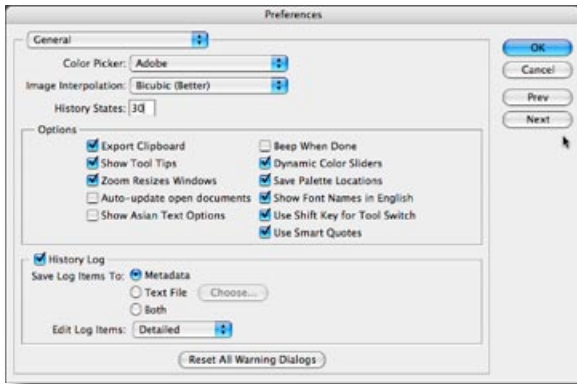 Preferences
General
OK
Color Picker: Adobe
Cancel
Image Interpolation: Bicubic (Better)
Prev
History States: 30
Next
Options
Export Clipboard
Beep When Done
Show Tool Tips
Dynamic Color Sliders
Zoom Resizes Windows
Save Palette Locations
Auto-update open documents
Show Font Names in English
Show Asian Text Options
Use Shift Key for Tool Switch
Use Smart Quotes
History Log
Save Log Items To: Metadata
Text File Choose...
Both
Edit Log Items: Detailed
Reset All Warning Dialogs